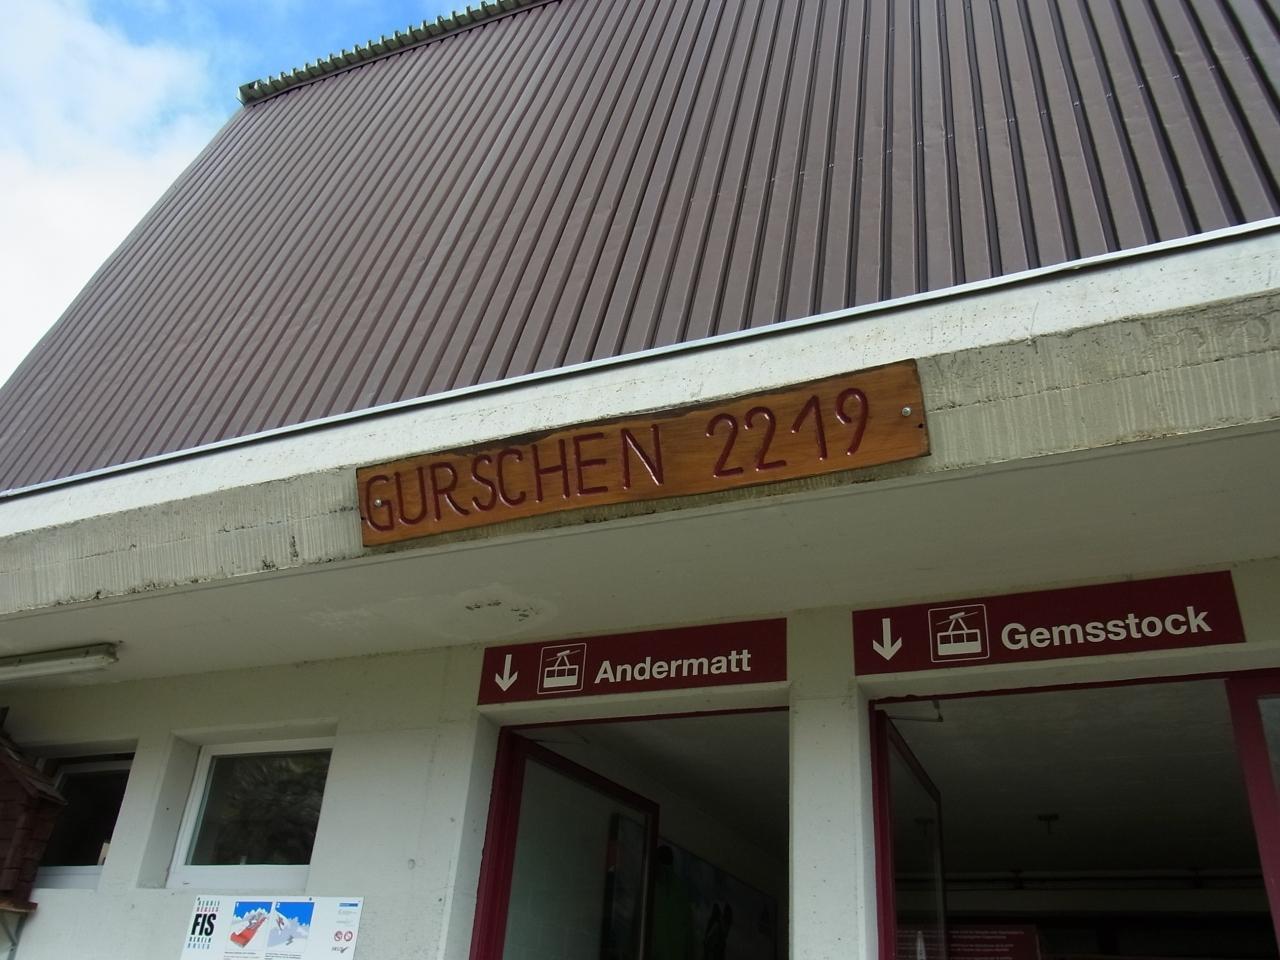 GURSCHEN 2219
Andermatt
Gemsstock
FIS